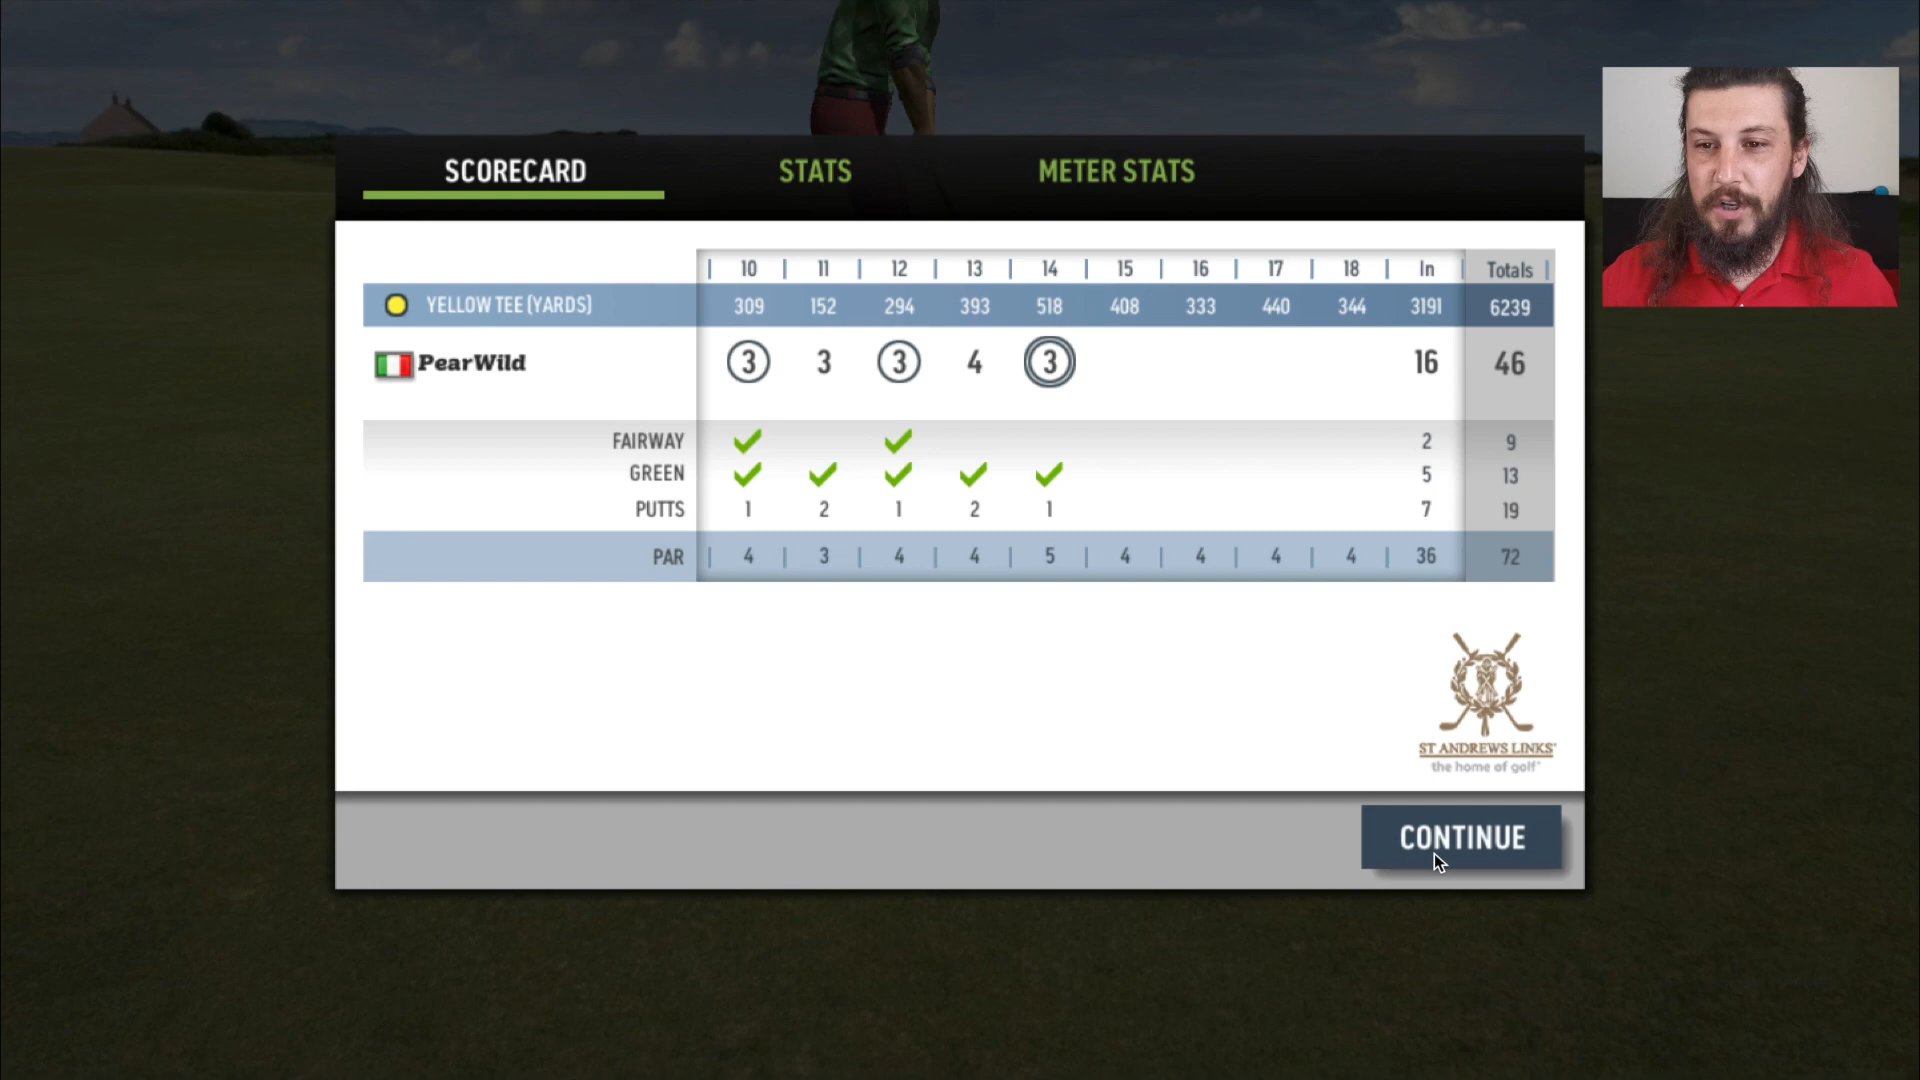 SCORECARD STATS METER STATS
10 11 12 13 14 15 16 17 18 In Totals
YELLOW TEE (YARDS) 309 152 294 393 518 408 333 440 344 3191 6239
PearWild 3 3 3 4 3 16 46
FAIRWAY 2 9
GREEN 5 13
PUTTS 1 2 1 2 1 7 19
PAR 4 3 4 4 5 4 4 4 4 36 72
ST ANDREWS LINKS
the home of golf
CONTINUE